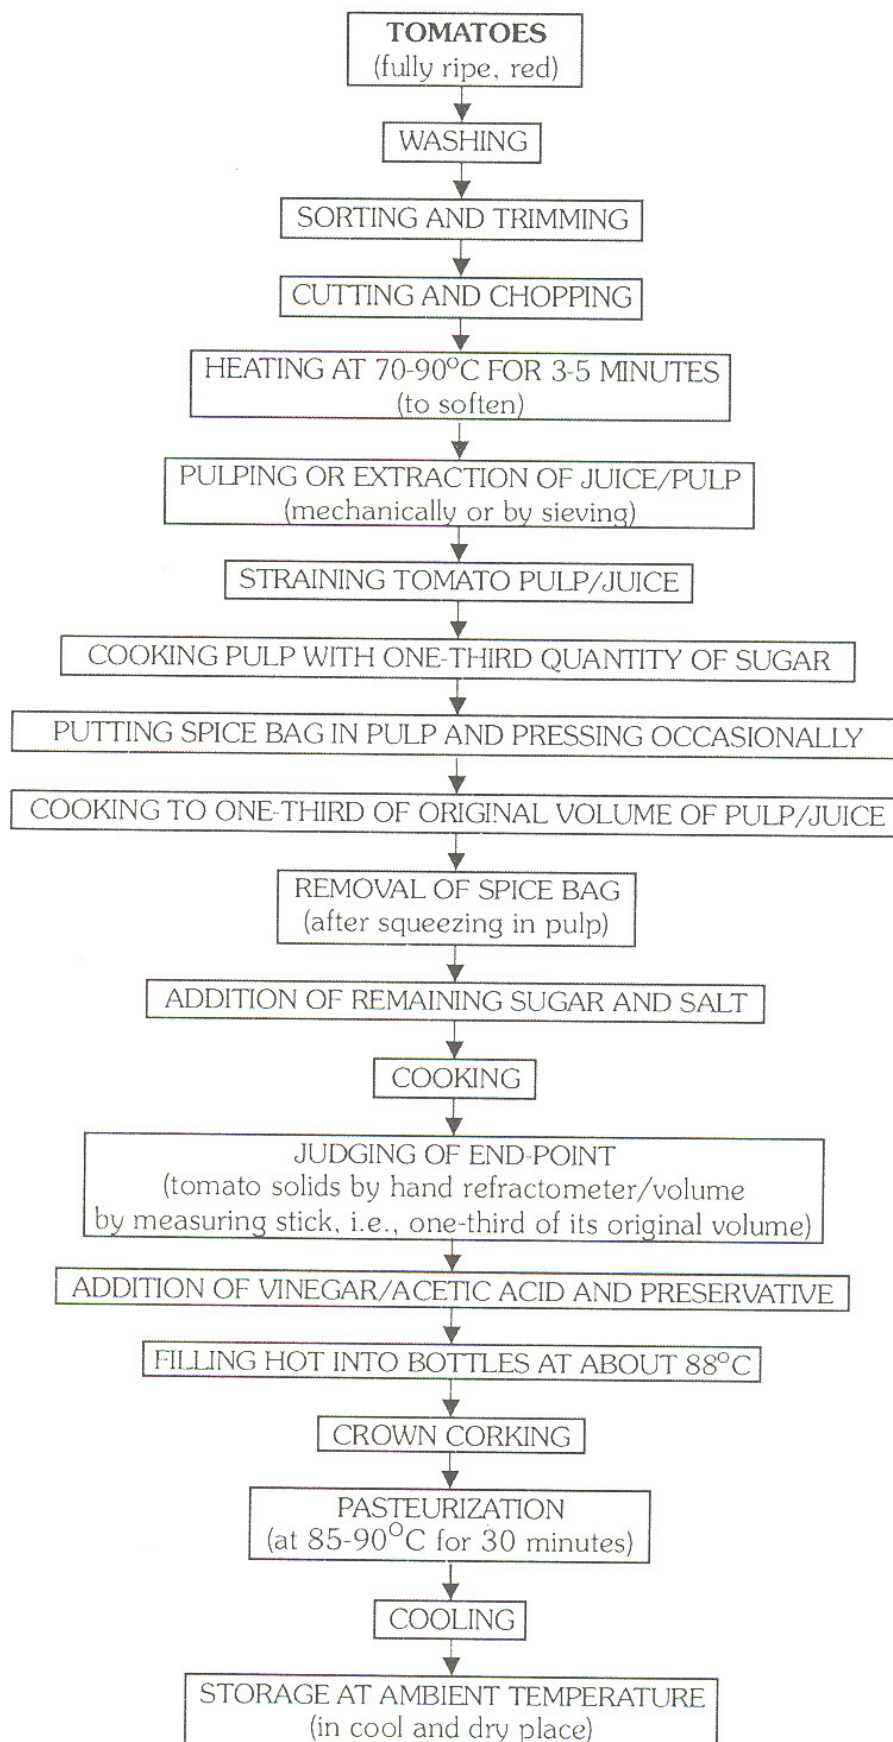 TOMATOES
(fully ripe, red)
WASHING
SORTING AND TRIMMING
CUTTING AND CHOPPING
HEATING AT 70-90°C FOR 3-5 MINUTES
(to soften)
PULPING OR EXTRACTION OF JUICE/PULP
(mechanically or by sieving)
STRAINING TOMATO PULP/JUICE
COOKING PULP WITH ONE-THIRD QUANTITY OF SUGAR
PUTTING SPICE BAG IN PULP AND PRESSING OCCASIONALLY
COOKING TO ONE-THIRD OF ORIGINAL VOLUME OF PULP/JUICE
REMOVAL OF SPICE BAG
(after squeezing in pulp)
ADDITION OF REMAINING SUGAR AND SALT
COOKING
JUDGING OF END-POINT
(tomato solids by hand refractometer/volume
by measuring stick, i.e., one-third of its original volume)
ADDITION OF VINEGAR/ACETIC ACID AND PRESERVATIVE
FILLING HOT INTO BOTTLES AT ABOUT 88°C
CROWN CORKING
PASTEURIZATION
(at 85-90°C for 30 minutes)
COOLING
STORAGE AT AMBIENT TEMPERATURE
(in cool and dry place)